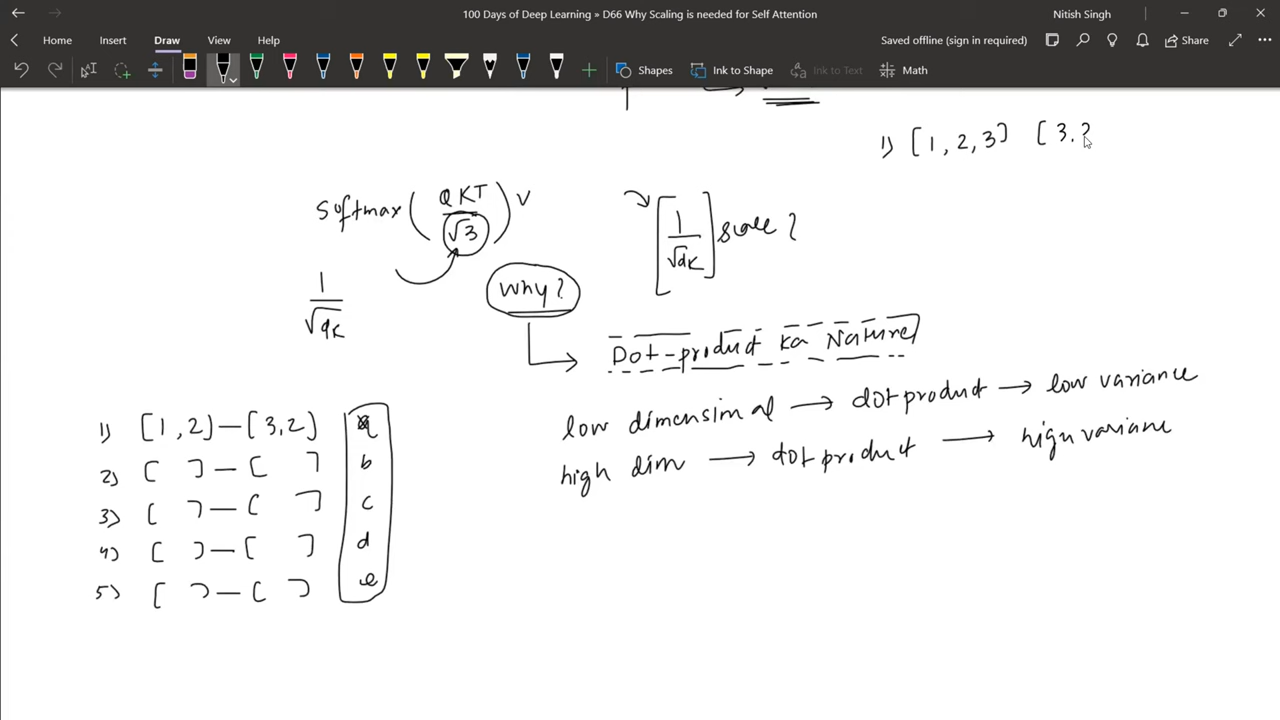 100 Days of Deep Learning » D66 Why Scaling is needed for Self Attention
Nitish Singh
Home Insert Draw View Help
Saved offline (sign in required)
Share
Shapes Ink to Shape Ink to Text Math
1) [1, 2, 3] [3.2
Softmax (QKT / √3) V
[1 / √dk] scale ?
1 / √dk
Why?
Dot-product ka Nature
low dimensional → dot product → low variance
high dim → dot product → high variance
1) [1, 2] — [3, 2]
2) [ ] — [ ] b
3) [ ] — [ ] c
4) [ ] — [ ] d
5) [ ] — [ ] e